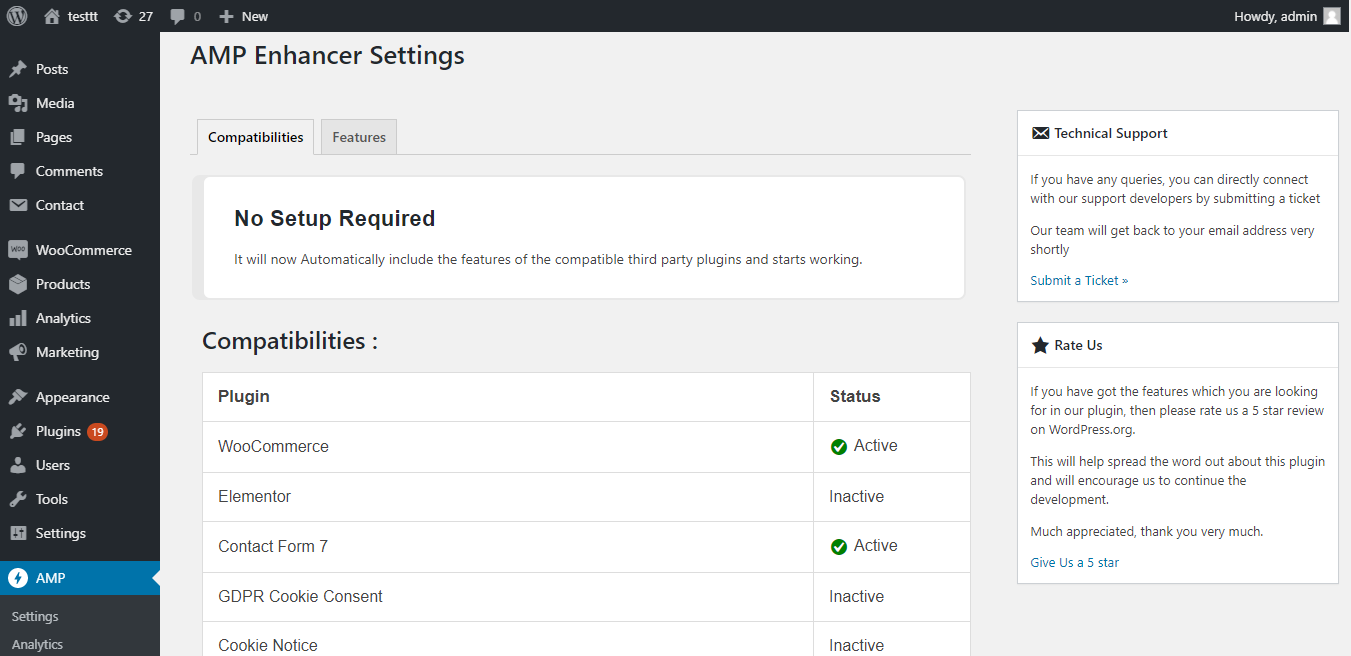 testtt 27 0 New Howdy, admin
Posts
Media
Pages
Comments
Contact
WOO WooCommerce
Products
Analytics
Marketing
Appearance
Plugins 19
Users
Tools
Settings
AMP
Settings
Analytics
AMP Enhancer Settings
Compatibilities Features
No Setup Required
It will now Automatically include the features of the compatible third party plugins and starts working.
Compatibilities :
Plugin Status
WooCommerce Active
Elementor Inactive
Contact Form 7 Active
GDPR Cookie Consent Inactive
Cookie Notice Inactive
Technical Support
If you have any queries, you can directly connect
with our support developers by submitting a ticket
Our team will get back to your email address very
shortly
Submit a Ticket »
Rate Us
If you have got the features which you are looking
for in our plugin, then please rate us a 5 star review
on WordPress.org.
This will help spread the word out about this plugin
and will encourage us to continue the
development.
Much appreciated, thank you very much.
Give Us a 5 star